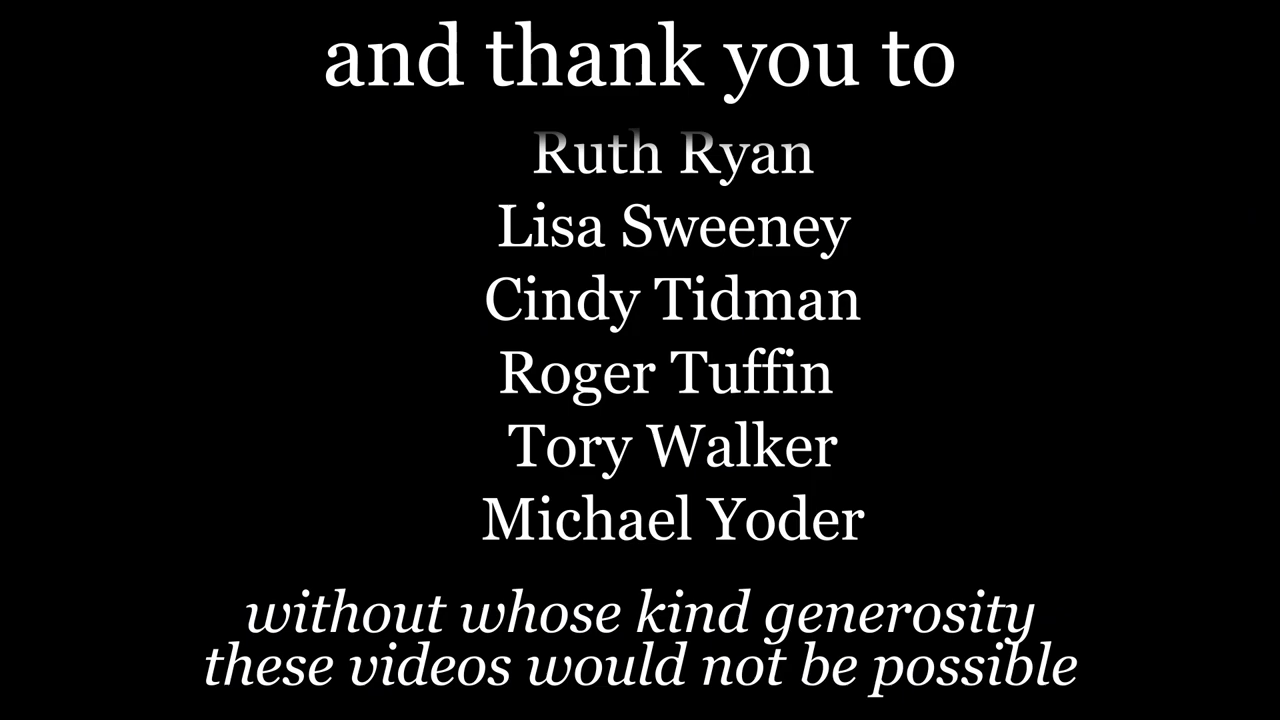 and thank you to
Ruth Ryan
Lisa Sweeney
Cindy Tidman
Roger Tuffin
Tory Walker
Michael Yoder
without whose kind generosity
these videos would not be possible